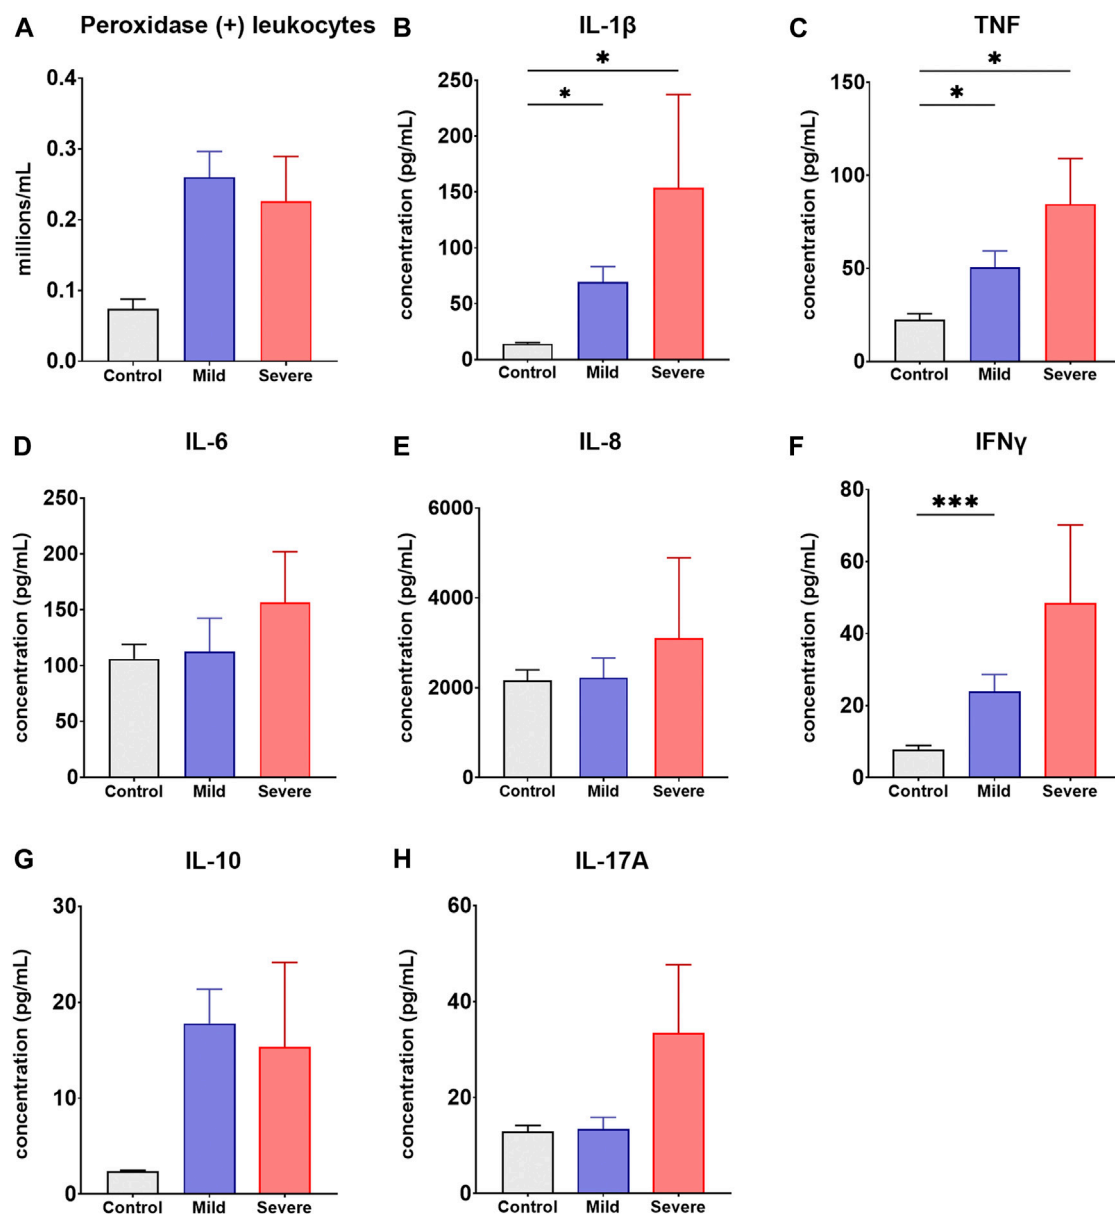 A Peroxidase (+) leukocytes
millions/mL
0.4
0.3
0.2
0.1
0.0
Control Mild Severe
B IL-1β
concentration (pg/mL)
250
200
150
100
50
0
*
*
Control Mild Severe
C TNF
concentration (pg/mL)
150
100
50
0
*
*
Control Mild Severe
D IL-6
concentration (pg/mL)
250
200
150
100
50
0
Control Mild Severe
E IL-8
concentration (pg/mL)
6000
4000
2000
0
Control Mild Severe
F IFNγ
concentration (pg/mL)
80
60
40
20
0
***
Control Mild Severe
G IL-10
concentration (pg/mL)
30
20
10
0
Control Mild Severe
H IL-17A
concentration (pg/mL)
60
40
20
0
Control Mild Severe